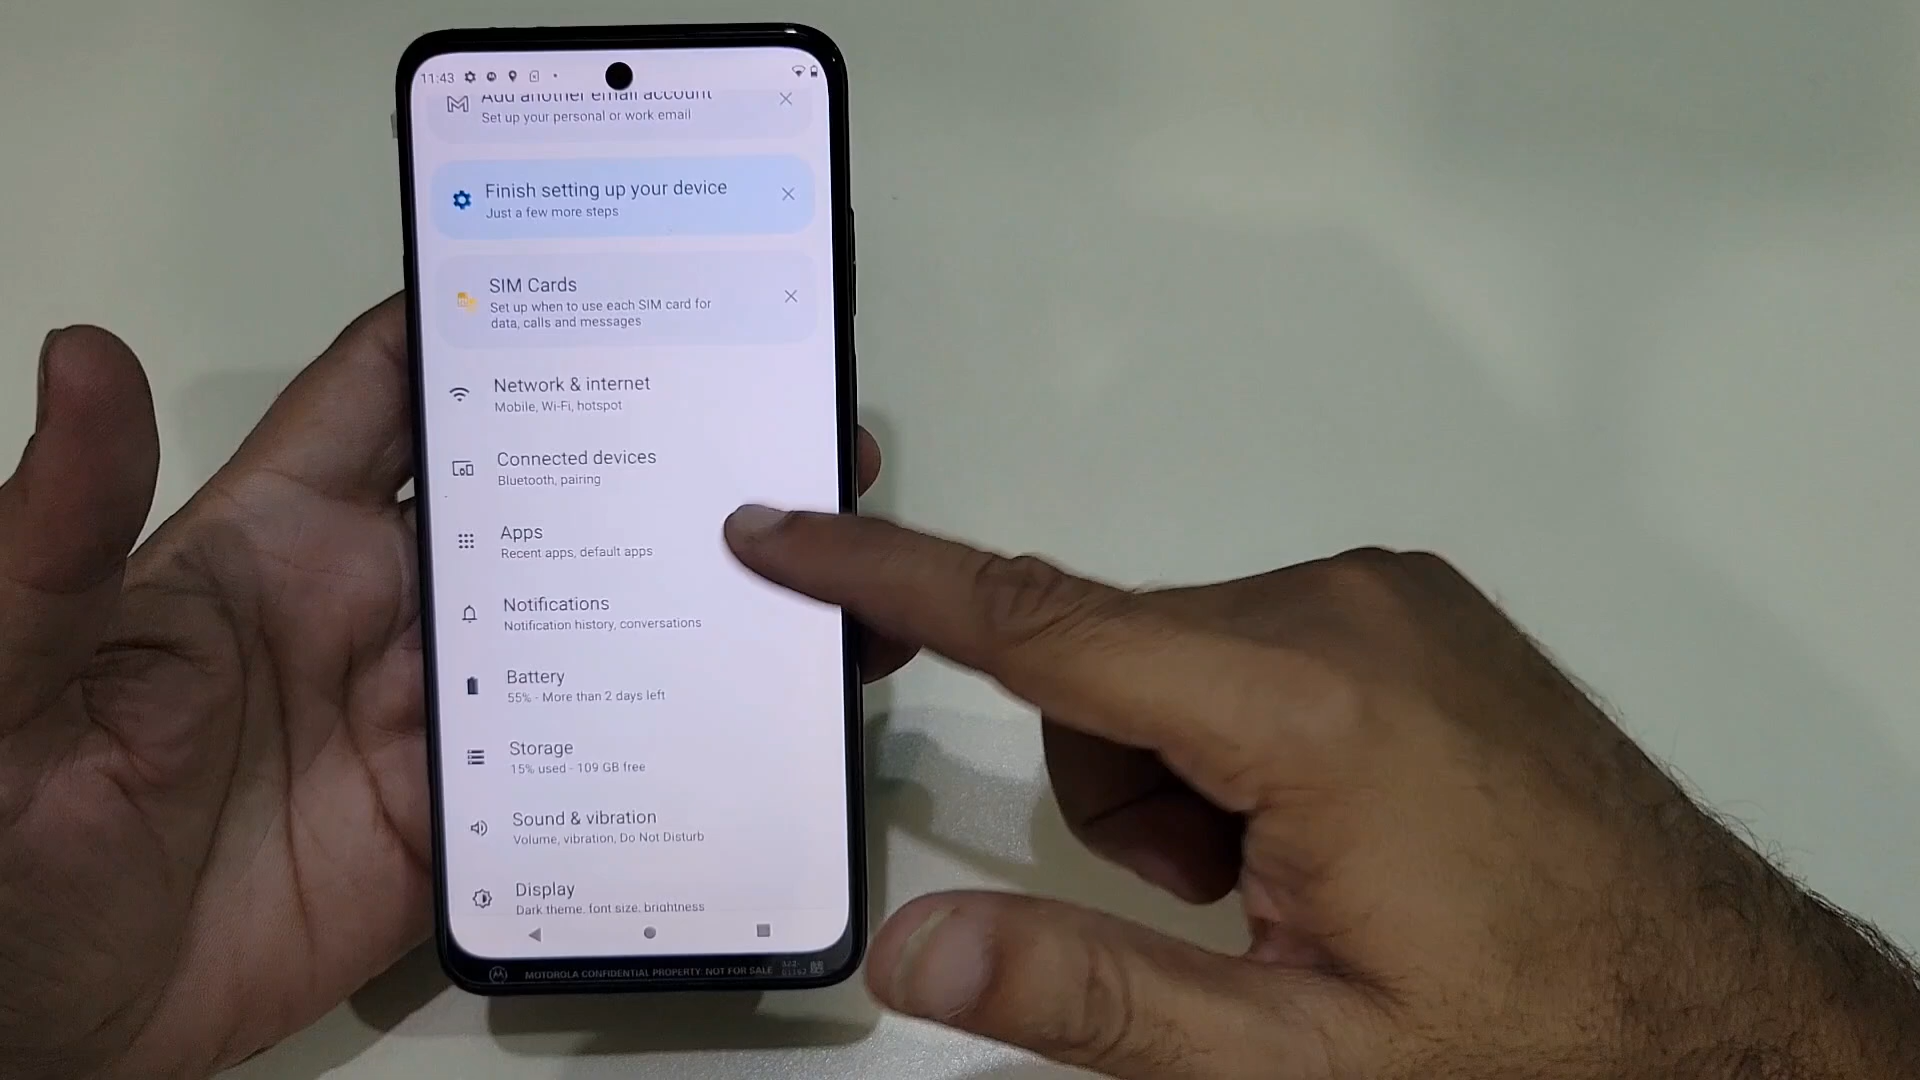 11:43
Add another email account
Set up your personal or work email
Finish setting up your device
Just a few more steps
SIM Cards
Set up when to use each SIM card for
data, calls and messages
Network & internet
Mobile, Wi-Fi, hotspot
Connected devices
Bluetooth, pairing
Apps
Recent apps, default apps
Notifications
Notification history, conversations
Battery
55% - More than 2 days left
Storage
15% used - 109 GB free
Sound & vibration
Volume, vibration, Do Not Disturb
Display
Dark theme, font size, brightness
MOTOROLA CONFIDENTIAL PROPERTY NOT FOR SALE